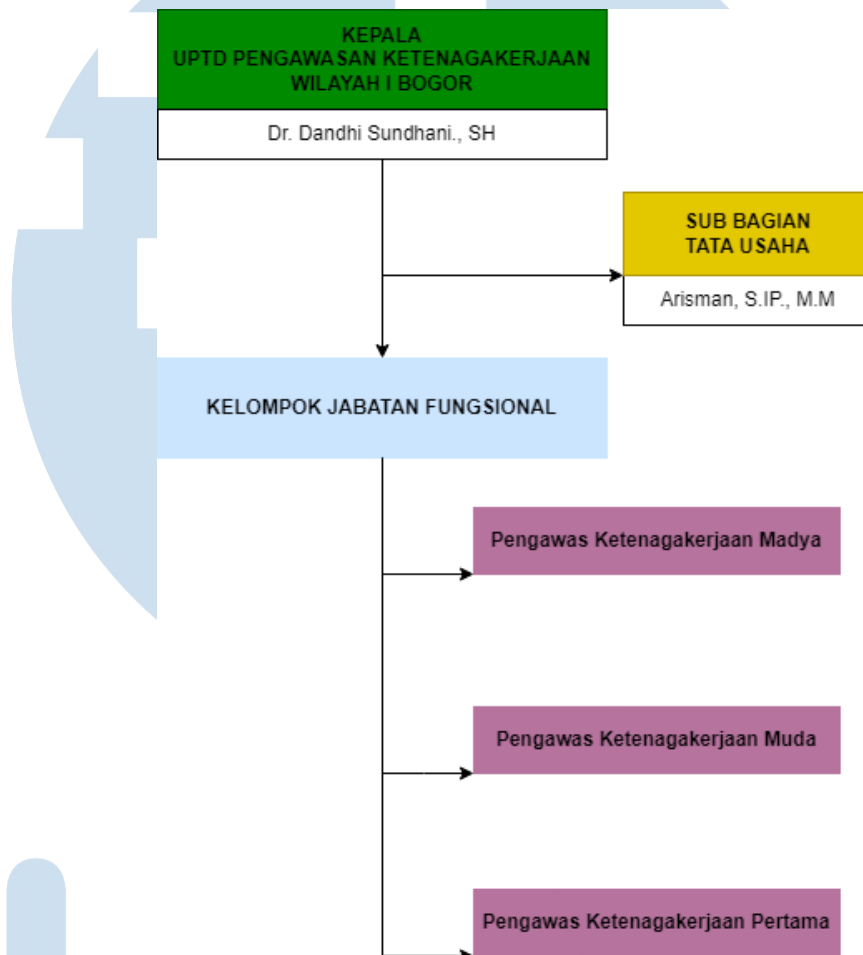 KEPALA
UPTD PENGAWASAN KETENAGAKERJAAN
WILAYAH I BOGOR
Dr. Dandhi Sundhani., SH
SUB BAGIAN
TATA USAHA
Arisman, S.IP., M.M
KELOMPOK JABATAN FUNGSIONAL
Pengawas Ketenagakerjaan Madya
Pengawas Ketenagakerjaan Muda
Pengawas Ketenagakerjaan Pertama